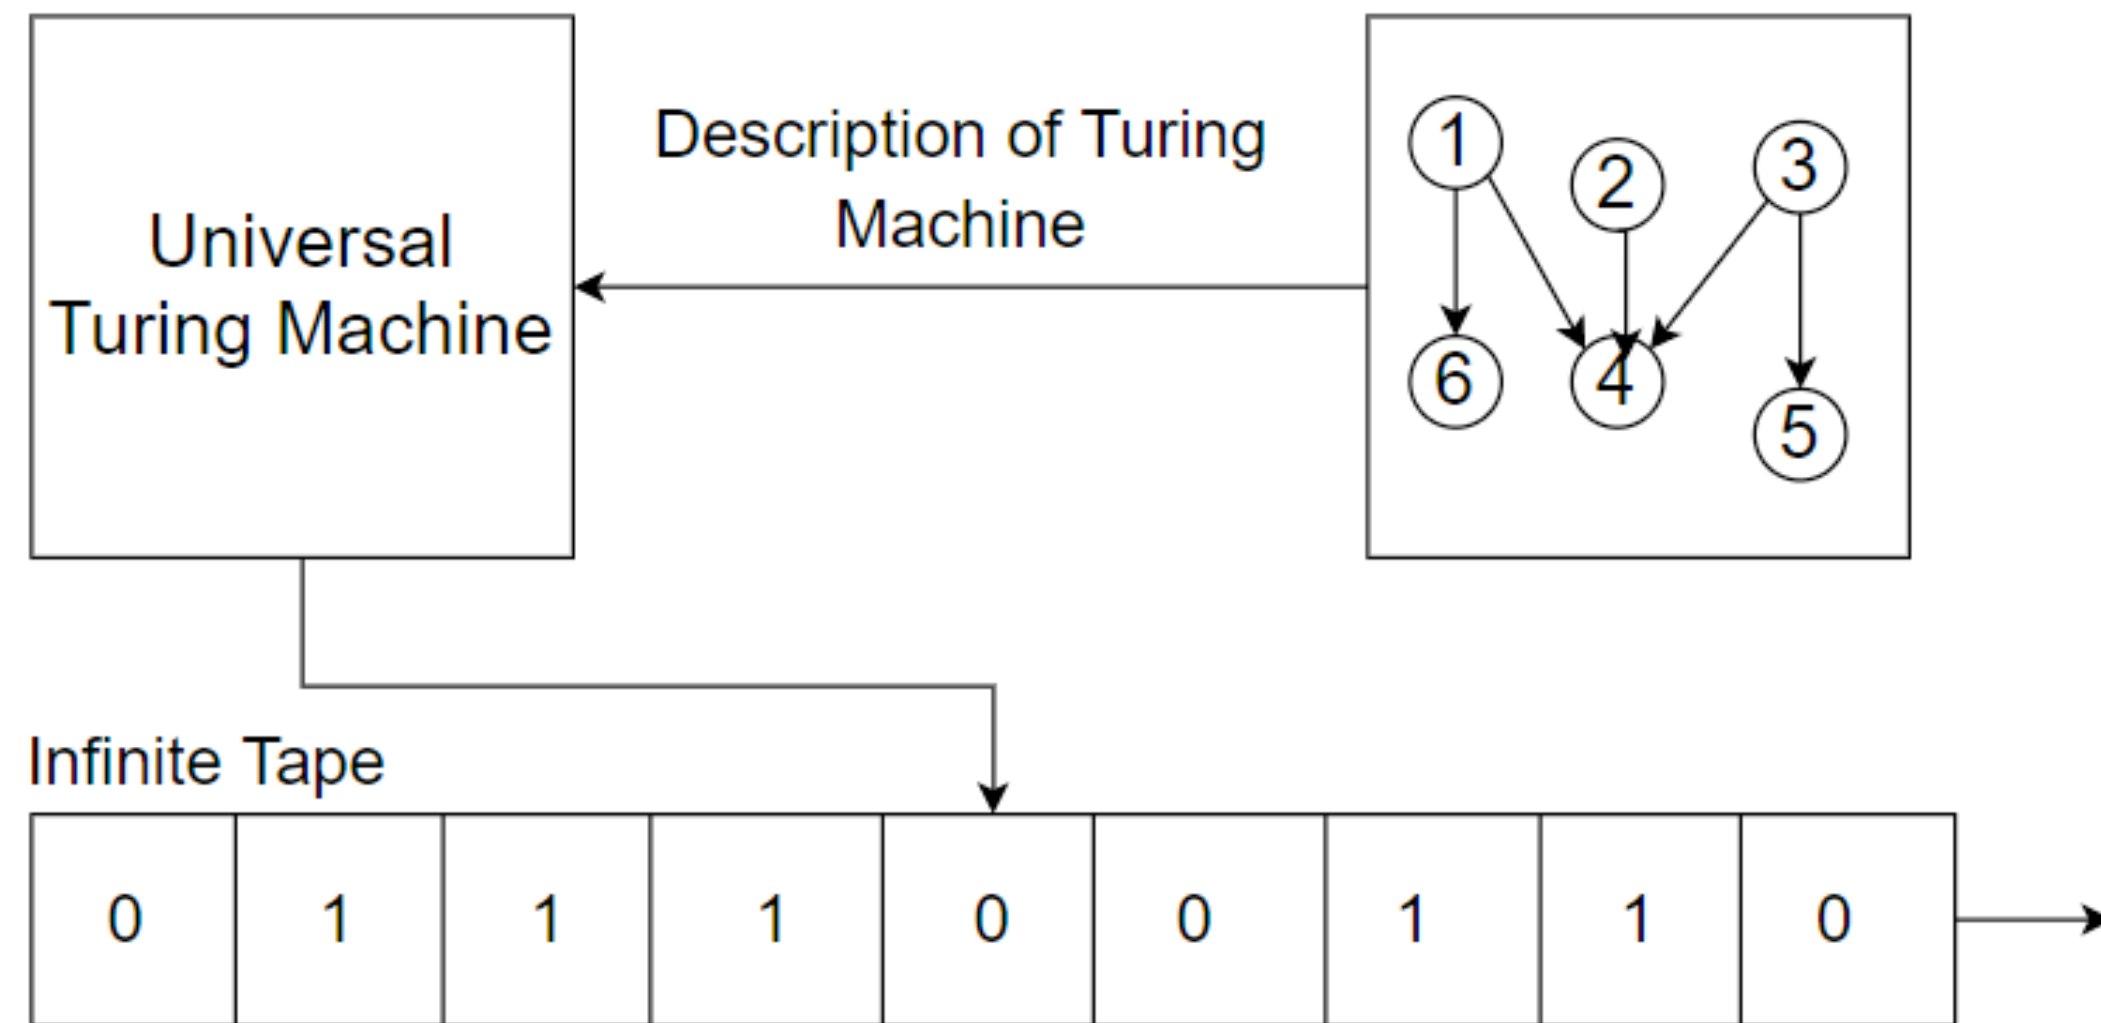 Universal
Turing Machine
Description of Turing
Machine
1
2
3
6
4
5
Infinite Tape
0 1 1 1 0 0 1 1 0